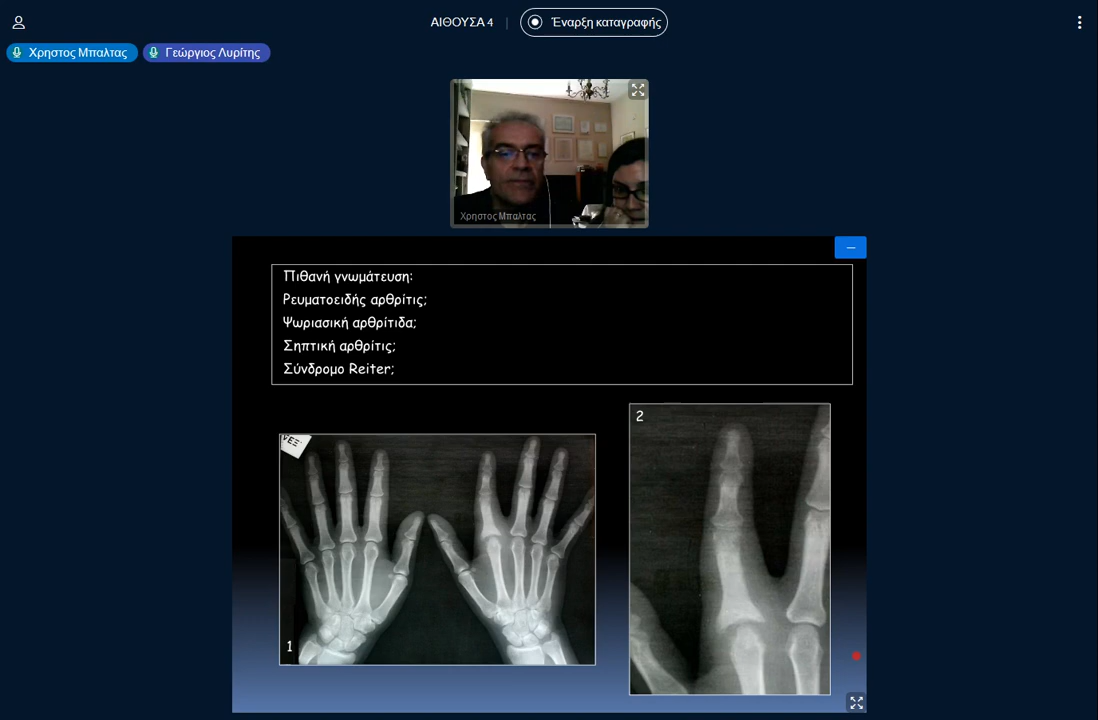 ΑΙΘΟΥΣΑ 4
Έναρξη καταγραφής
Χρηστος Μπαλτας
Γεώργιος Λυρίτης
Χρηστος Μπαλτας
Πιθανή γνωμάτευση:
Ρευματοειδής αρθρίτις;
Ψωριασική αρθρίτιδα;
Σηπτική αρθρίτις;
Σύνδρομο Reiter;
2
1